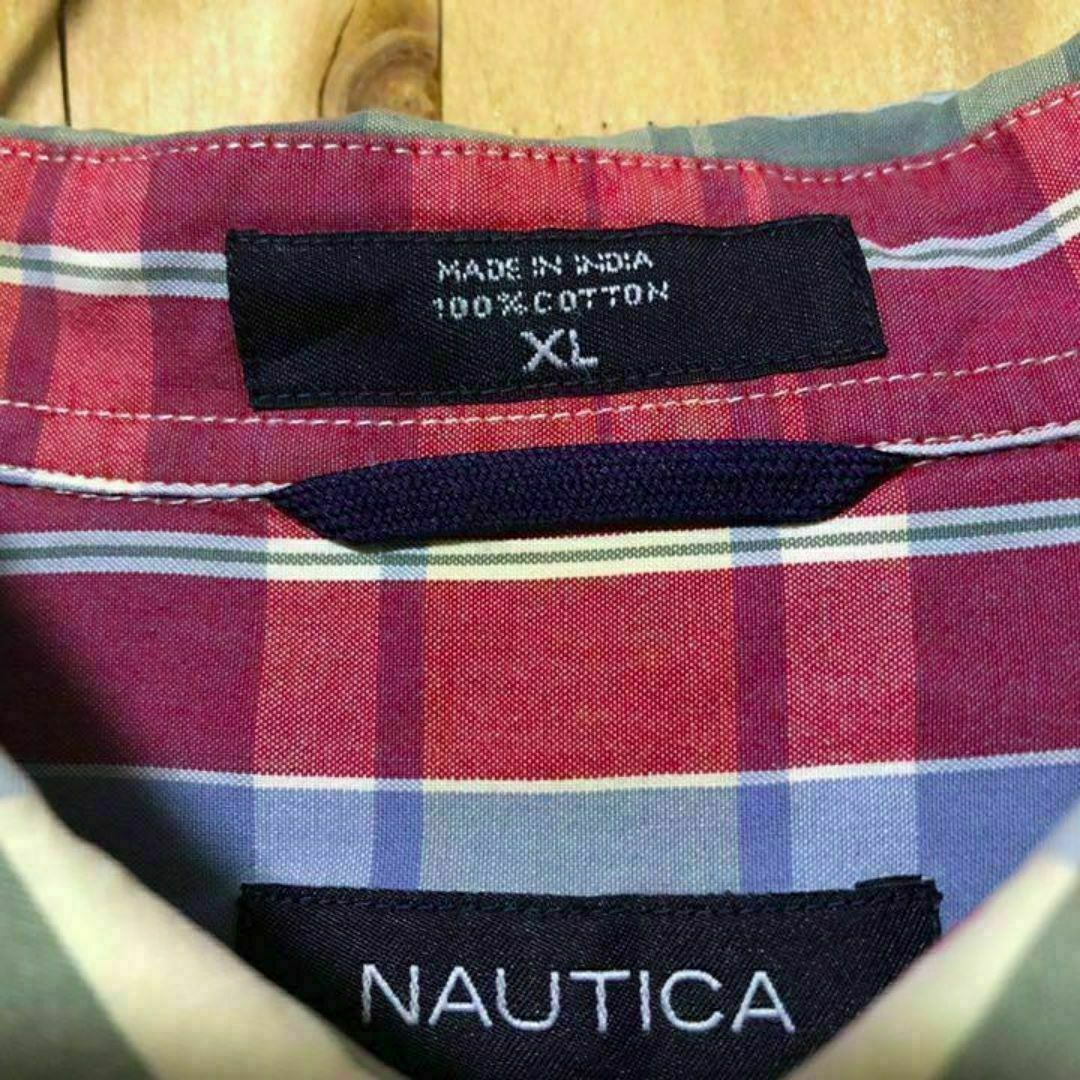 MADE IN INDIA
100% COTTON
XL
NAUTICA